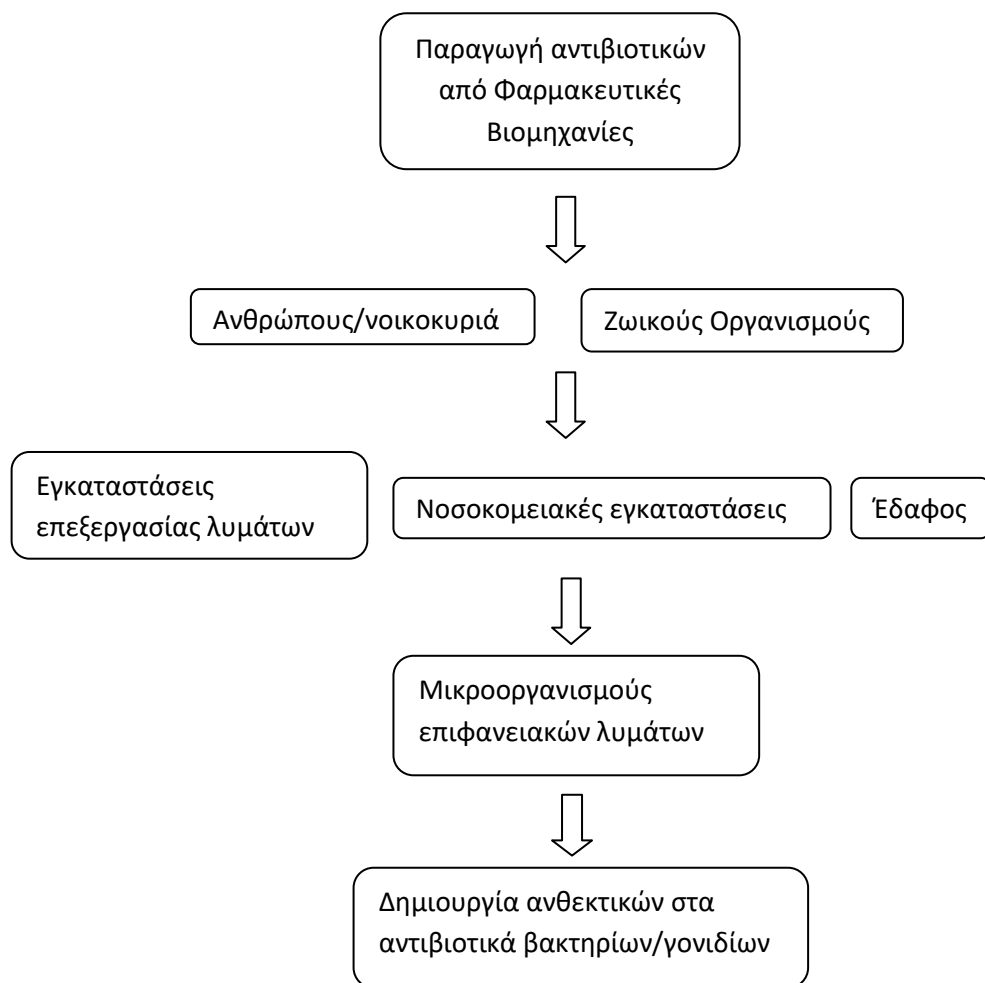 Παραγωγή αντιβιοτικών
από Φαρμακευτικές
Βιομηχανίες
Ανθρώπους/νοικοκυριά
Ζωικούς Οργανισμούς
Εγκαταστάσεις
επεξεργασίας λυμάτων
Νοσοκομειακές εγκαταστάσεις
Έδαφος
Μικροοργανισμούς
επιφανειακών λυμάτων
Δημιουργία ανθεκτικών στα
αντιβιοτικά βακτηρίων/γονιδίων